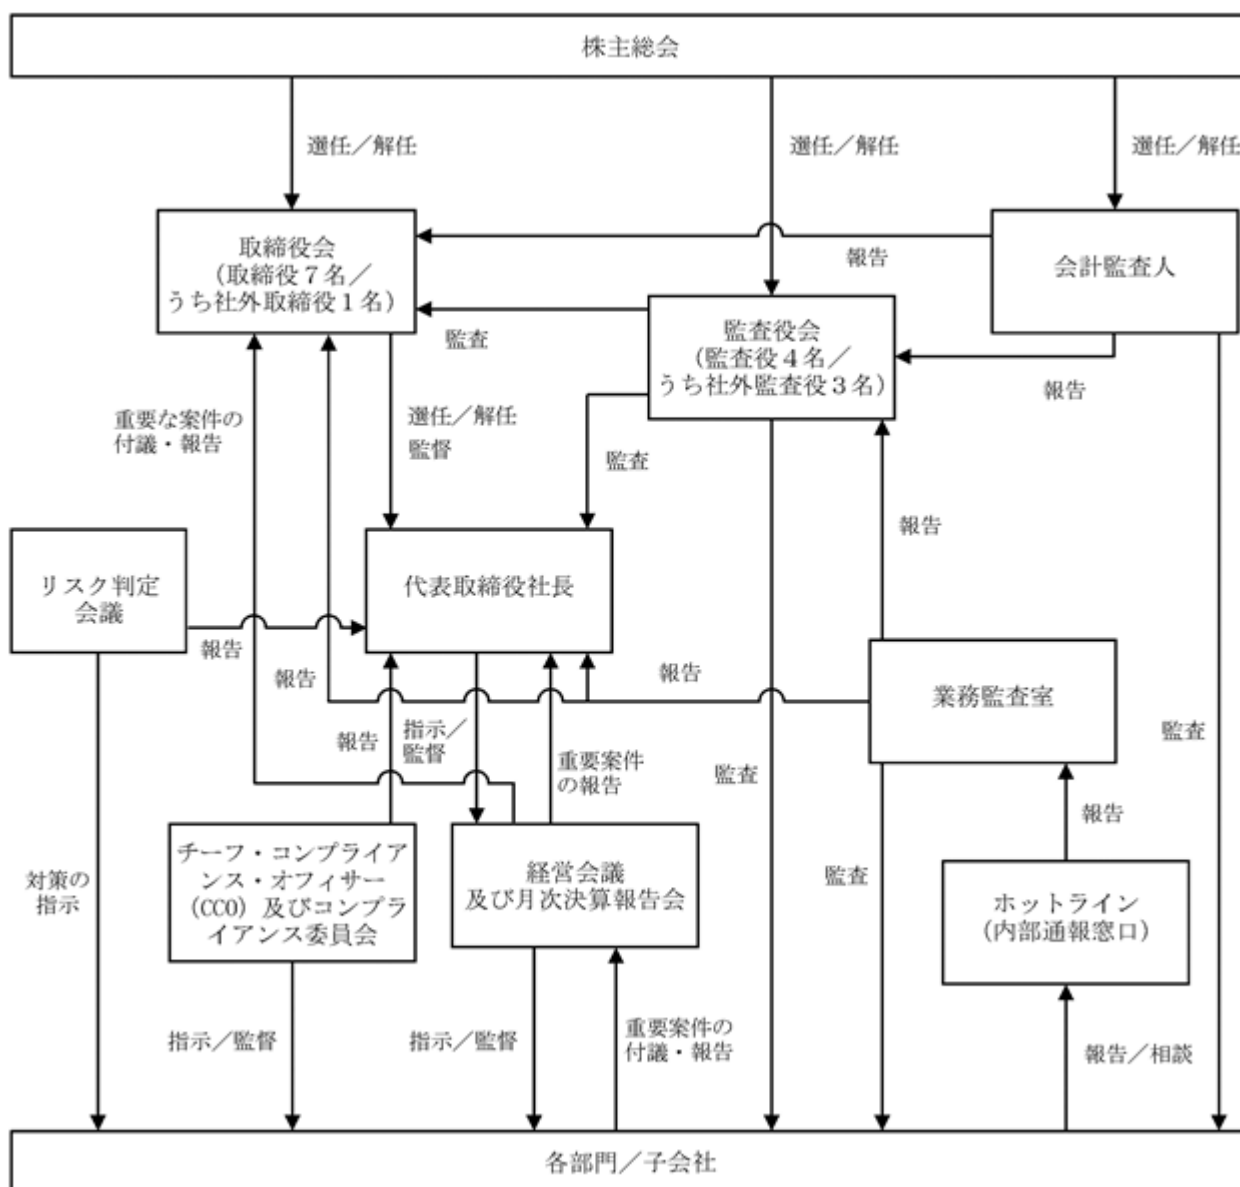 株主総会
選任／解任
選任／解任
選任／解任
取締役会
（取締役７名／
うち社外取締役１名）
報告
会計監査人
監査
監査役会
（監査役４名／
うち社外監査役３名）
報告
重要な案件の
付議・報告
選任／解任
監督
監査
報告
リスク判定
会議
代表取締役社長
報告
報告
報告
業務監査室
報告
指示／
監督
重要案件
の報告
監査
監査
チーフ・コンプライア
ンス・オフィサー
（CCO）及びコンプラ
イアンス委員会
経営会議
及び月次決算報告会
報告
対策の
指示
監査
ホットライン
（内部通報窓口）
指示／監督
指示／監督
重要案件の
付議・報告
報告／相談
各部門／子会社